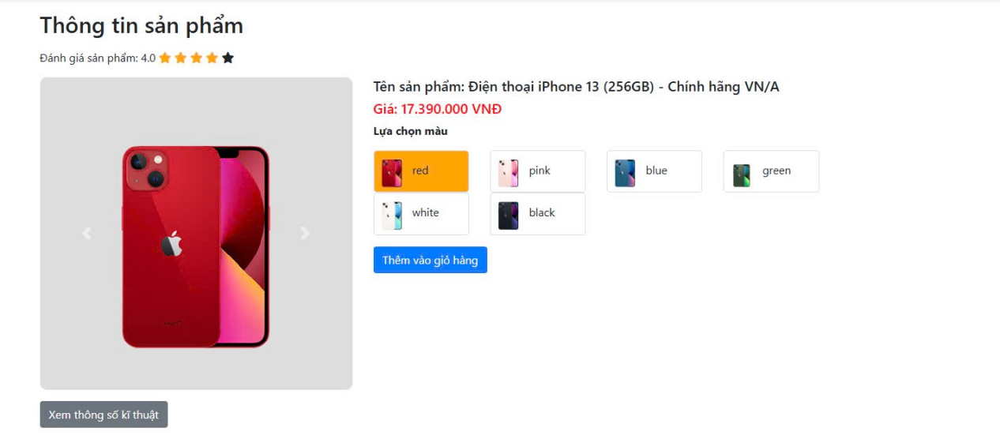 Thông tin sản phẩm
Đánh giá sản phẩm: 4.0
Tên sản phẩm: Điện thoại iPhone 13 (256GB) - Chính hãng VN/A
Giá: 17.390.000 VNĐ
Lựa chọn màu
red pink blue green
white black
Thêm vào giỏ hàng
Xem thông số kĩ thuật